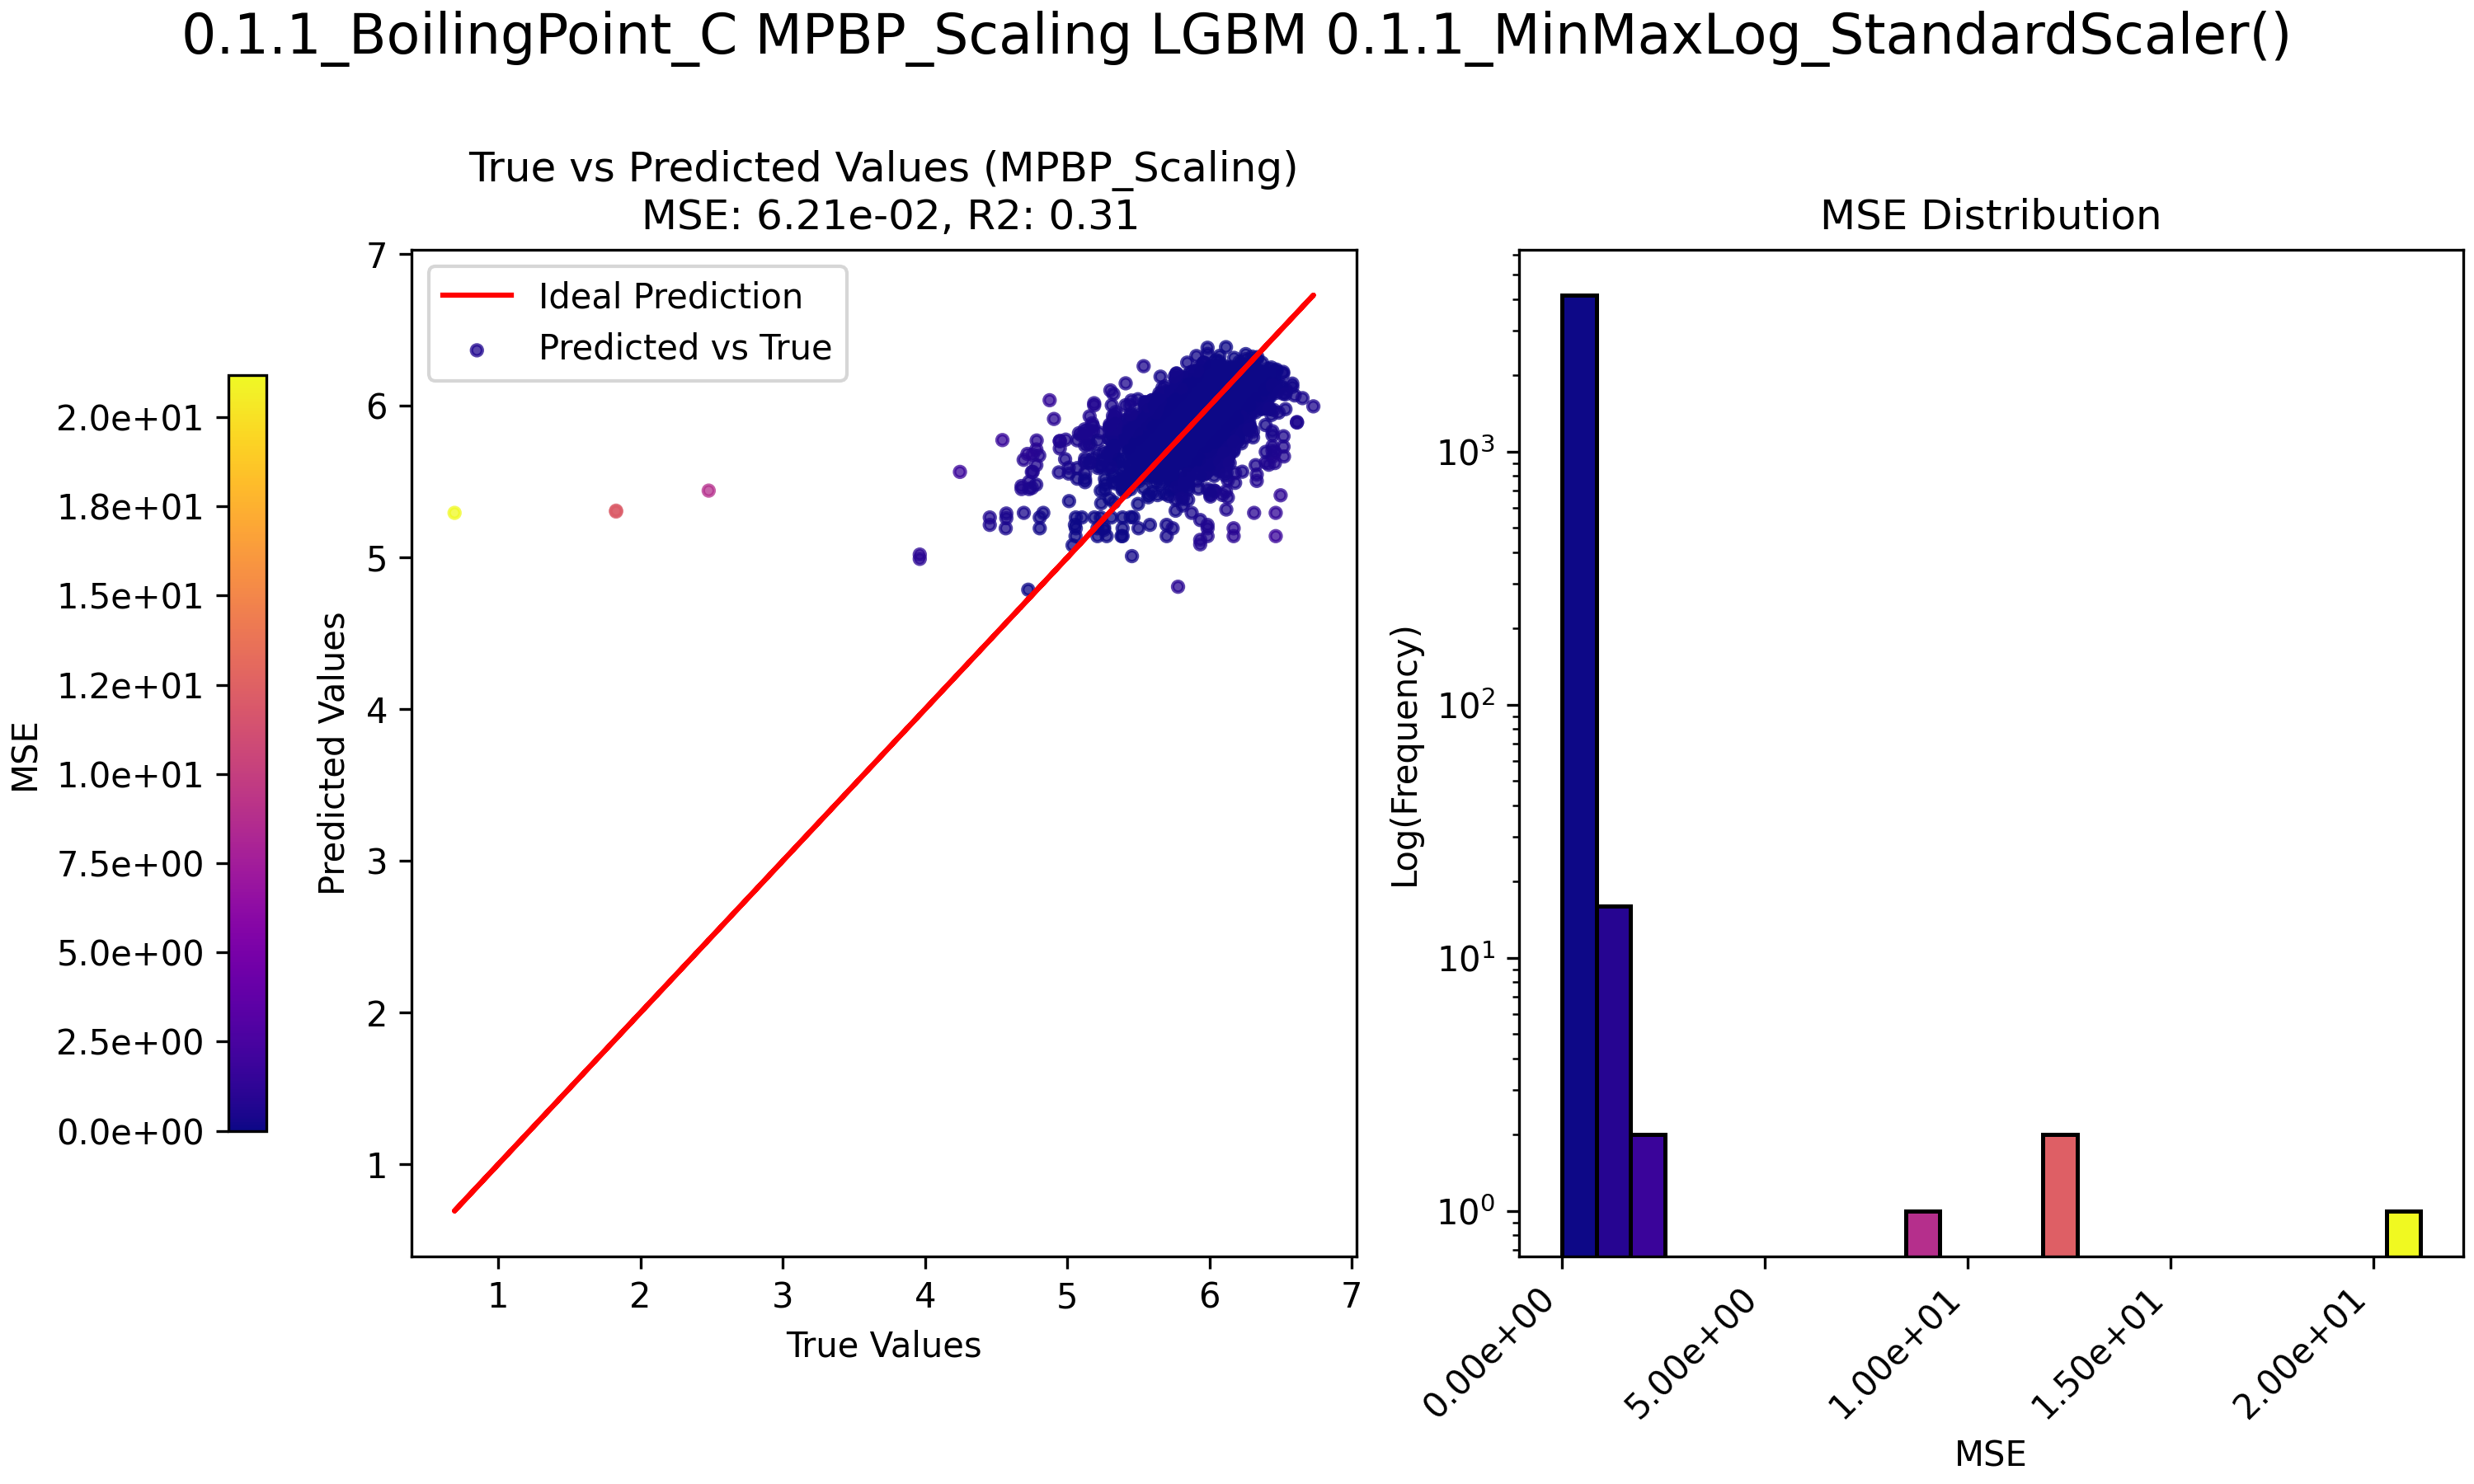 0.1.1_BoilingPoint_C MPBP_Scaling LGBM 0.1.1_MinMaxLog_StandardScaler()
True vs Predicted Values (MPBP_Scaling)
MSE: 6.21e-02, R2: 0.31
Ideal Prediction
Predicted vs True
7
6
5
4
3
2
1
Predicted Values
1
2
3
4
5
6
7
True Values
MSE
2.0e+01
1.8e+01
1.5e+01
1.2e+01
1.0e+01
7.5e+00
5.0e+00
2.5e+00
0.0e+00
MSE Distribution
Log(Frequency)
10³
10²
10¹
10⁰
0.00e+00
5.00e+00
1.00e+01
1.50e+01
2.00e+01
MSE